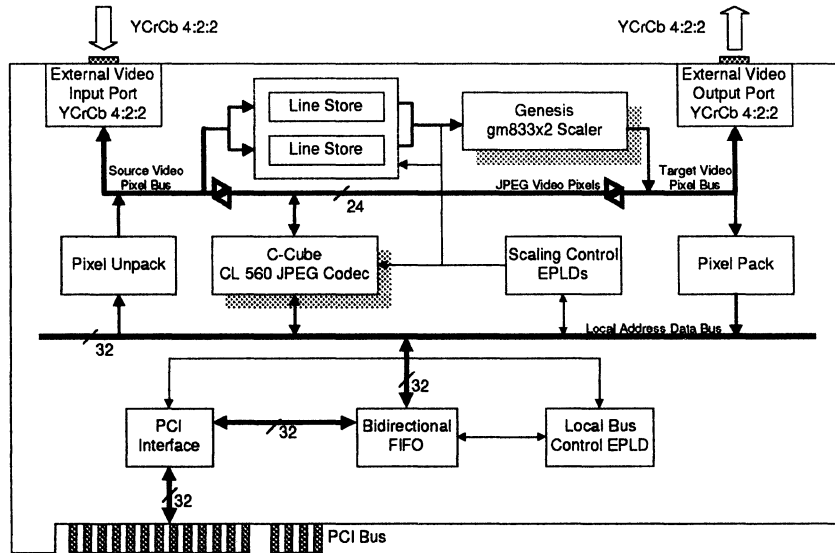 YCrCb 4:2:2
YCrCb 4:2:2
External Video
Input Port
YCrCb 4:2:2
Line Store
Line Store
Genesis
gm833x2 Scaler
External Video
Output Port
YCrCb 4:2:2
Source Video
Pixel Bus
24
JPEG Video Pixels
Target Video
Pixel Bus
Pixel Unpack
C-Cube
CL 560 JPEG Codec
Scaling Control
EPLDs
Pixel Pack
32
Local Address Data Bus
32
PCI
Interface
32
Bidirectional
FIFO
Local Bus
Control EPLD
32
PCI Bus